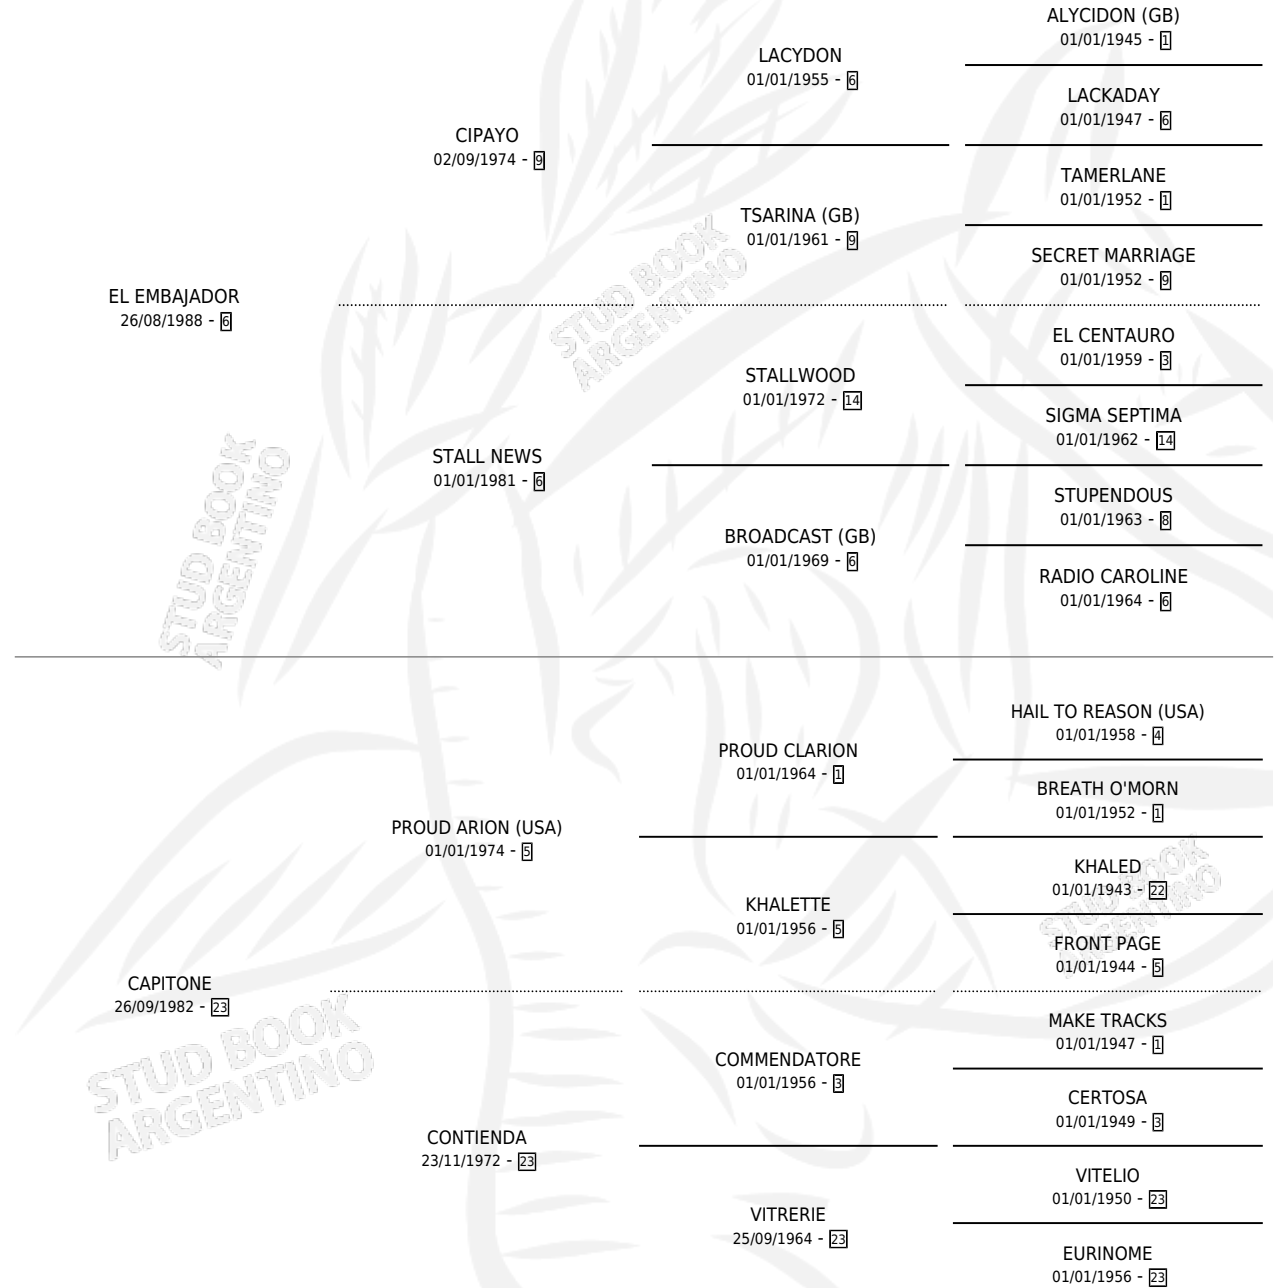 ALYCIDON (GB)
01/01/1945 - 1
LACYDON
01/01/1955 - 6
LACKADAY
01/01/1947 - 6
CIPAYO
02/09/1974 - 9
TAMERLANE
01/01/1952 - 1
TSARINA (GB)
01/01/1961 - 9
SECRET MARRIAGE
01/01/1952 - 9
EL EMBAJADOR
26/08/1988 - 6
EL CENTAURO
01/01/1959 - 3
STALLWOOD
01/01/1972 - 14
SIGMA SEPTIMA
01/01/1962 - 14
STALL NEWS
01/01/1981 - 6
STUPENDOUS
01/01/1963 - 8
BROADCAST (GB)
01/01/1969 - 6
RADIO CAROLINE
01/01/1964 - 6
HAIL TO REASON (USA)
01/01/1958 - 4
PROUD CLARION
01/01/1964 - 1
BREATH O'MORN
01/01/1952 - 1
PROUD ARION (USA)
01/01/1974 - 5
KHALED
01/01/1943 - 22
KHALETTE
01/01/1956 - 5
FRONT PAGE
01/01/1944 - 5
CAPITONE
26/09/1982 - 23
MAKE TRACKS
01/01/1947 - 1
COMMENDATORE
01/01/1956 - 3
CERTOSA
01/01/1949 - 3
CONTIENDA
23/11/1972 - 23
VITELIO
01/01/1950 - 23
VITRERIE
25/09/1964 - 23
EURINOME
01/01/1956 - 23
STUD BOOK
ARGENTINO
STUD BOOK
ARGENTINO
STUD BOOK
ARGENTINO
STUD BOOK
ARGENTINO